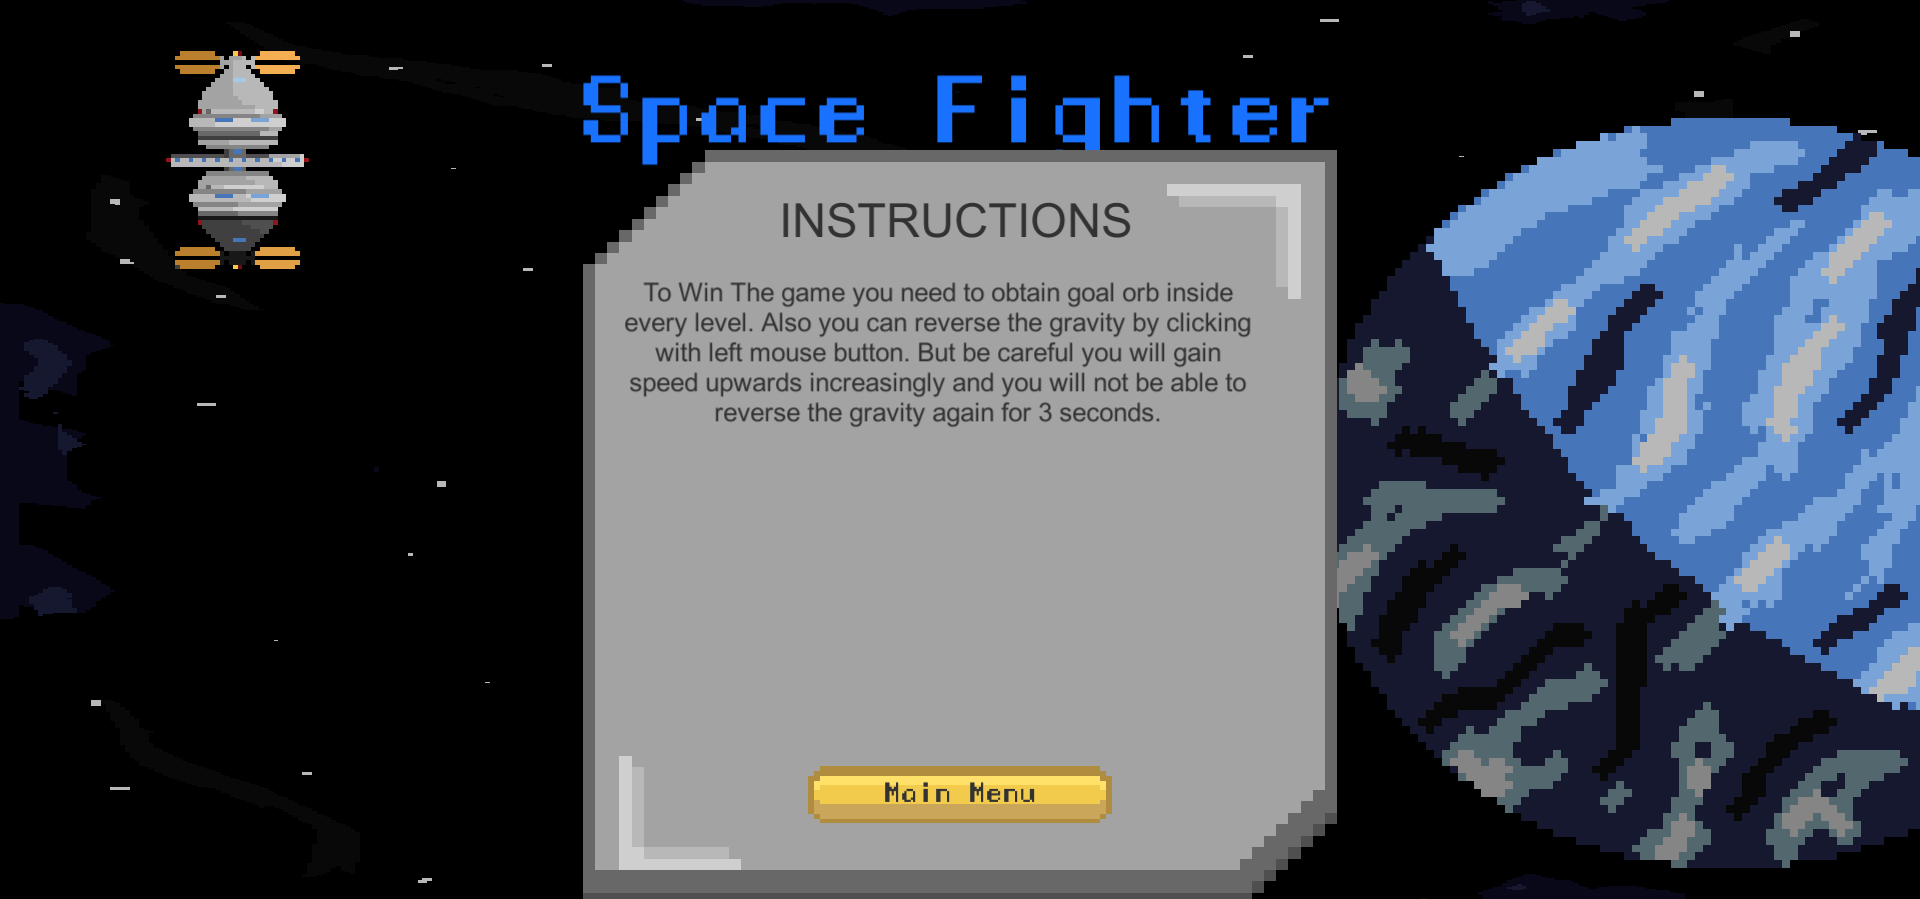 Space Fighter
INSTRUCTIONS
To Win The game you need to obtain goal orb inside
every level. Also you can reverse the gravity by clicking
with left mouse button. But be careful you will gain
speed upwards increasingly and you will not be able to
reverse the gravity again for 3 seconds.
Main Menu